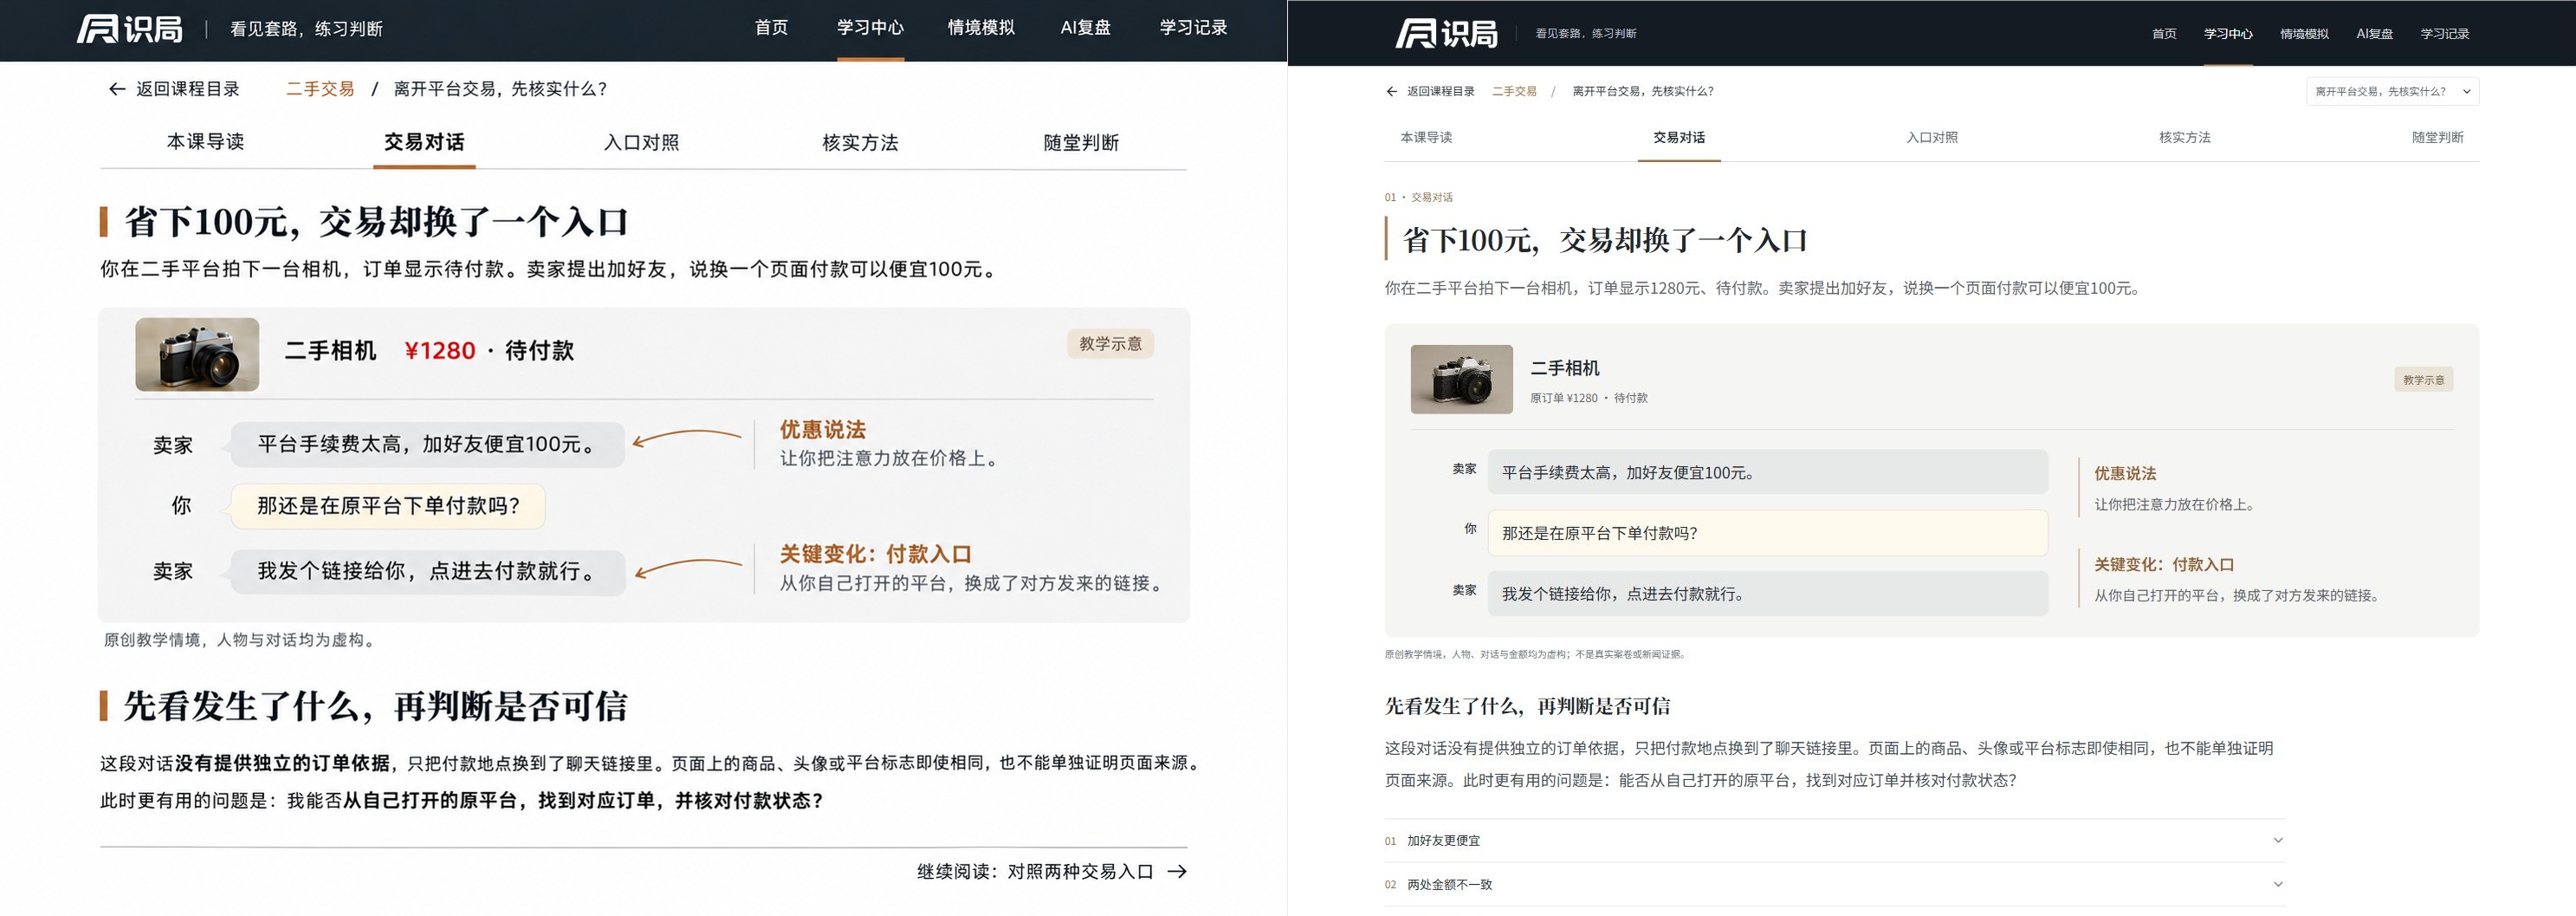 识局 看见套路，练习判断 首页 学习中心 情境模拟 AI复盘 学习记录
← 返回课程目录 二手交易 / 离开平台交易，先核实什么？
本课导读 交易对话 入口对照 核实方法 随堂判断
省下100元，交易却换了一个入口
你在二手平台拍下一台相机，订单显示待付款。卖家提出加好友，说换一个页面付款可以便宜100元。
二手相机 ¥1280 · 待付款 教学示意
卖家 平台手续费太高，加好友便宜100元。
优惠说法
让你把注意力放在价格上。
你 那还是在原平台下单付款吗？
卖家 我发个链接给你，点进去付款就行。
关键变化：付款入口
从你自己打开的平台，换成了对方发来的链接。
原创教学情境，人物与对话均为虚构。
先看发生了什么，再判断是否可信
这段对话没有提供独立的订单依据，只把付款地点换到了聊天链接里。页面上的商品、头像或平台标志即使相同，也不能单独证明页面来源。
此时更有用的问题是：我能否从自己打开的原平台，找到对应订单，并核对付款状态？
继续阅读：对照两种交易入口 →
识局 看见套路，练习判断 首页 学习中心 情境模拟 AI复盘 学习记录
← 返回课程目录 二手交易 / 离开平台交易，先核实什么？ 离开平台交易，先核实什么？
本课导读 交易对话 入口对照 核实方法 随堂判断
01 · 交易对话
省下100元，交易却换了一个入口
你在二手平台拍下一台相机，订单显示1280元、待付款。卖家提出加好友，说换一个页面付款可以便宜100元。
二手相机
原订单 ¥1280 · 待付款
教学示意
卖家 平台手续费太高，加好友便宜100元。
优惠说法
让你把注意力放在价格上。
你 那还是在原平台下单付款吗？
卖家 我发个链接给你，点进去付款就行。
关键变化：付款入口
从你自己打开的平台，换成了对方发来的链接。
原创教学情境，人物、对话与金额均为虚构；不是真实案卷或新闻证据。
先看发生了什么，再判断是否可信
这段对话没有提供独立的订单依据，只把付款地点换到了聊天链接里。页面上的商品、头像或平台标志即使相同，也不能单独证明
页面来源。此时更有用的问题是：能否从自己打开的原平台，找到对应订单并核对付款状态？
01 加好友更便宜
02 两处金额不一致